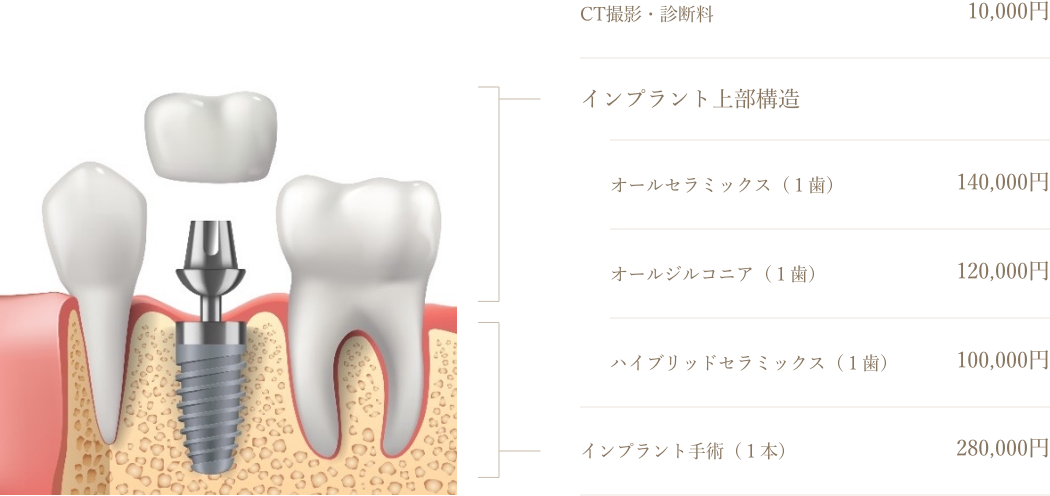 CT撮影・診断料 10,000円
インプラント上部構造
オールセラミックス（１歯） 140,000円
オールジルコニア（１歯） 120,000円
ハイブリッドセラミックス（１歯） 100,000円
インプラント手術（１本） 280,000円